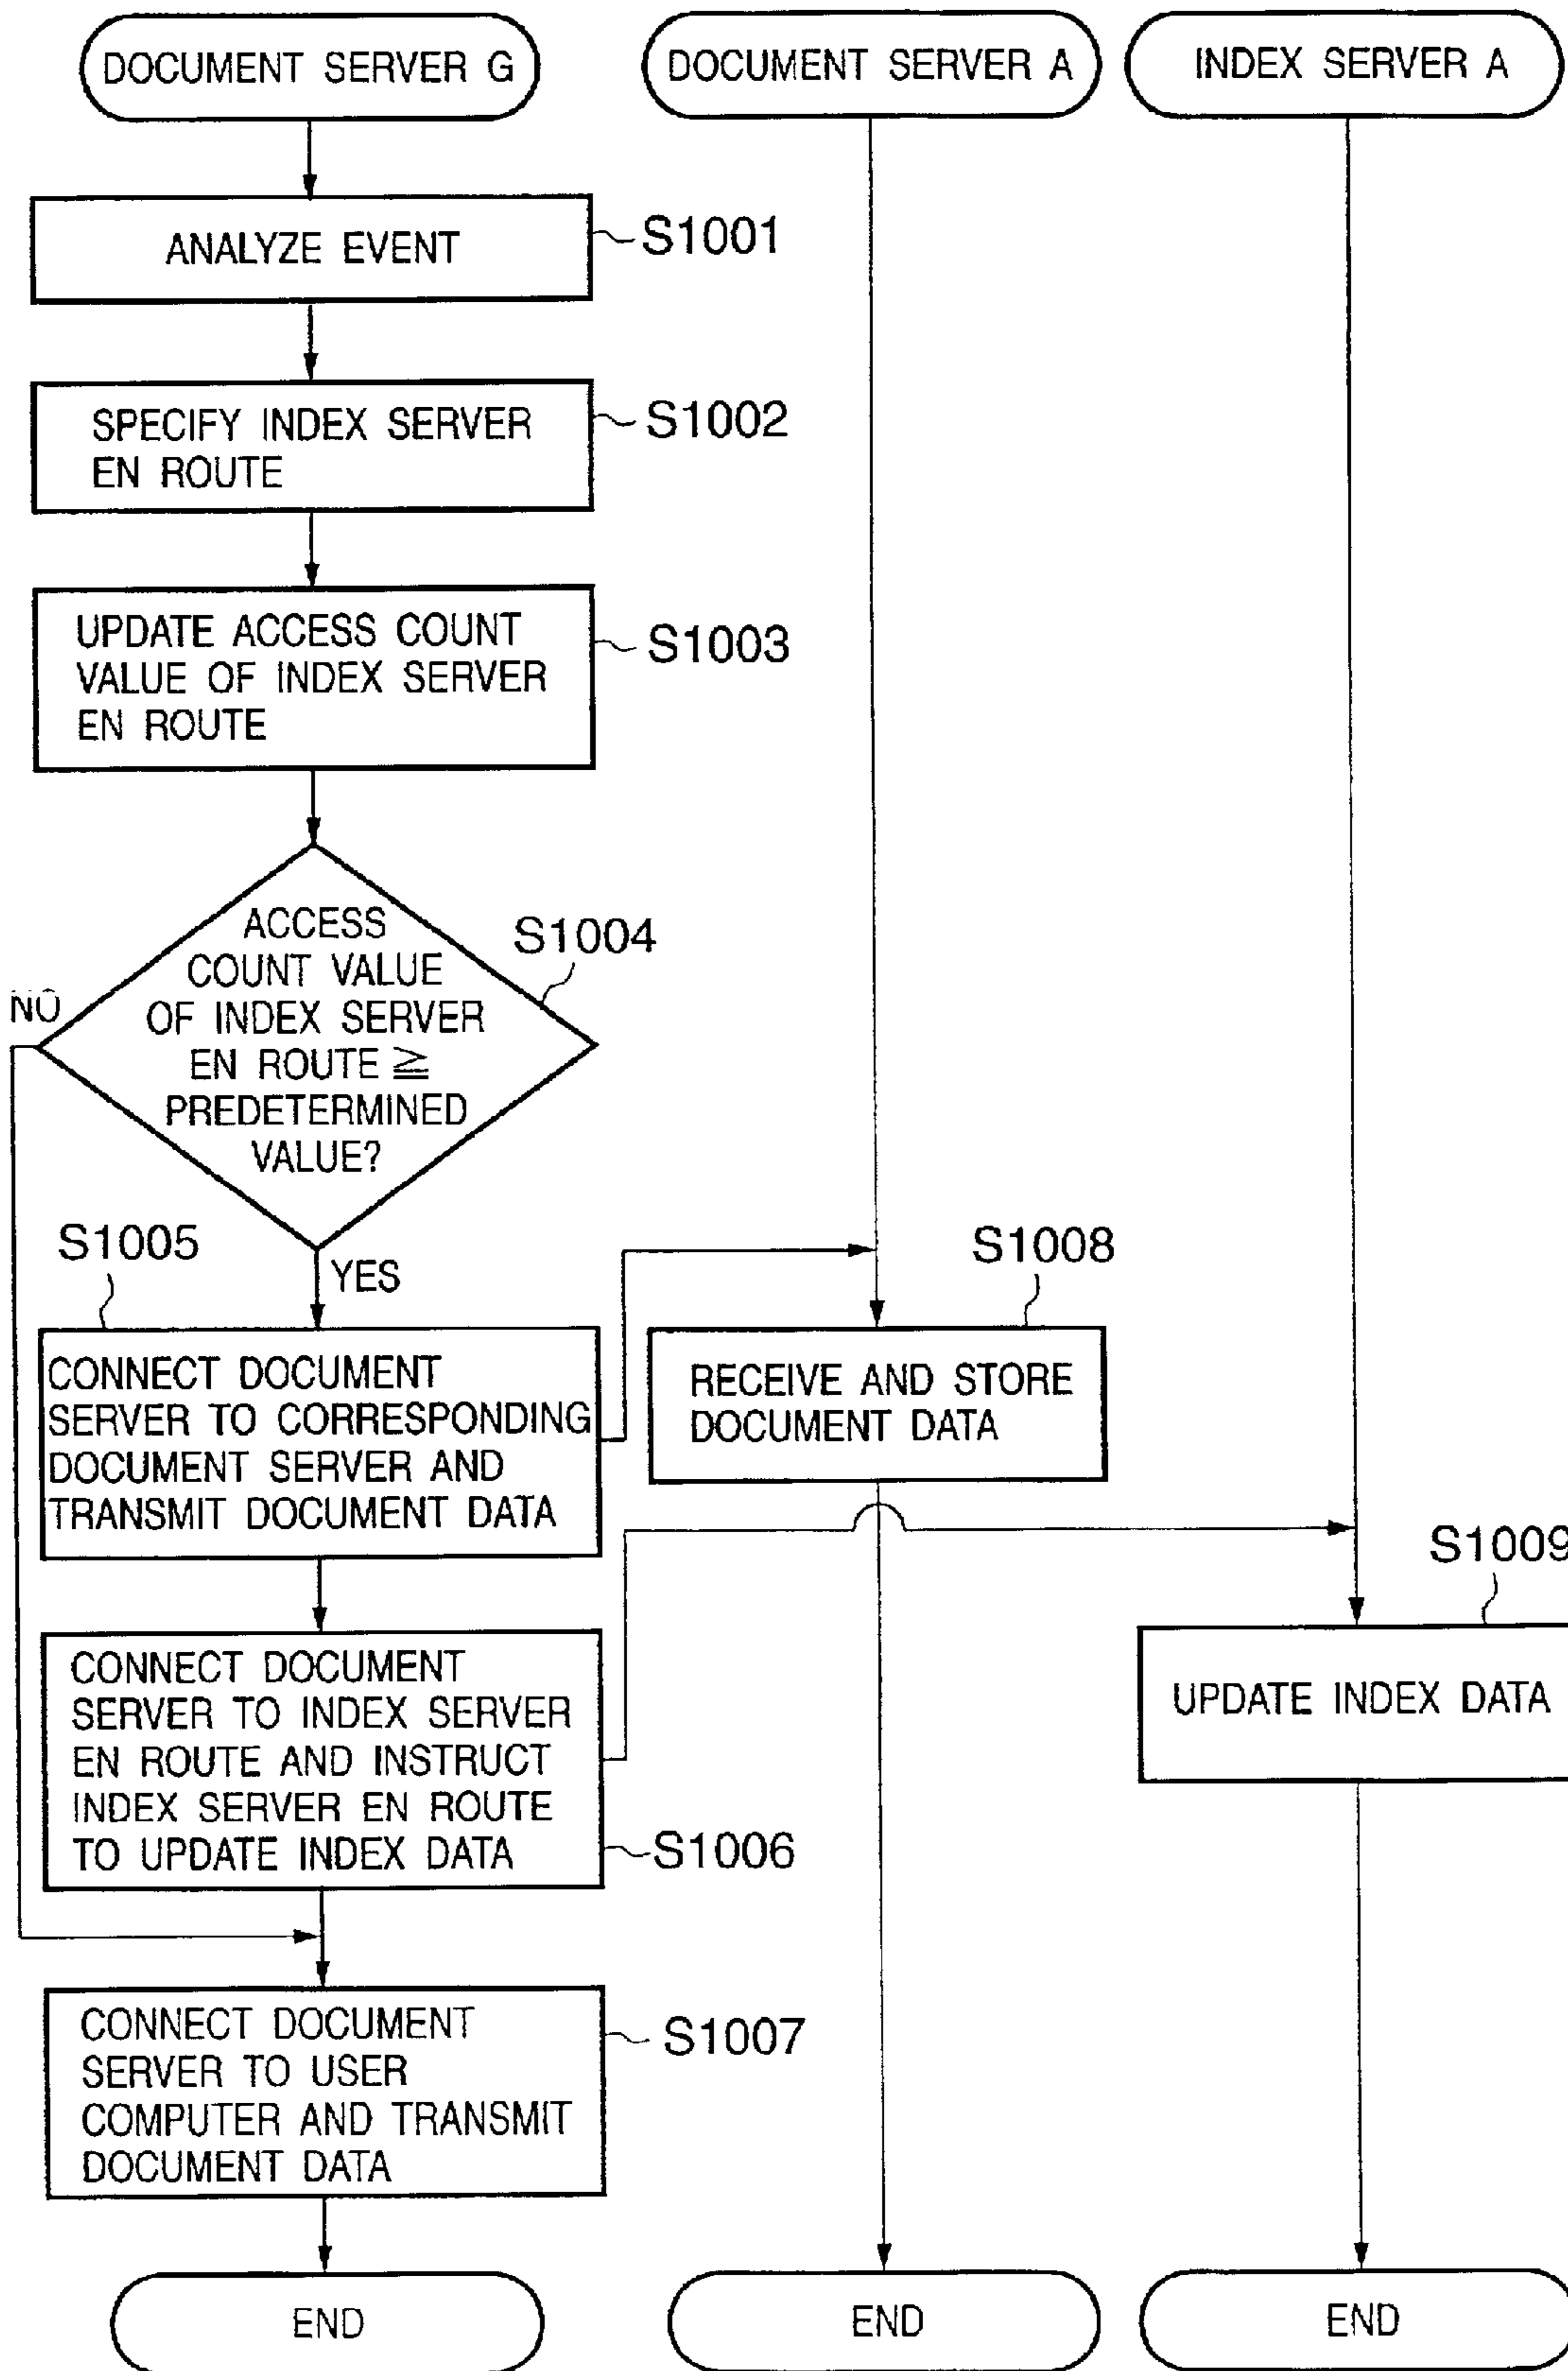 DOCUMENT SERVER G
DOCUMENT SERVER A
INDEX SERVER A
ANALYZE EVENT
S1001
SPECIFY INDEX SERVER
EN ROUTE
S1002
UPDATE ACCESS COUNT
VALUE OF INDEX SERVER
EN ROUTE
S1003
ACCESS
COUNT VALUE
OF INDEX SERVER
EN ROUTE ≧
PREDETERMINED
VALUE?
S1004
NO
YES
S1005
CONNECT DOCUMENT
SERVER TO CORRESPONDING
DOCUMENT SERVER AND
TRANSMIT DOCUMENT DATA
S1008
RECEIVE AND STORE
DOCUMENT DATA
CONNECT DOCUMENT
SERVER TO INDEX SERVER
EN ROUTE AND INSTRUCT
INDEX SERVER EN ROUTE
TO UPDATE INDEX DATA
S1006
S1009
UPDATE INDEX DATA
CONNECT DOCUMENT
SERVER TO USER
COMPUTER AND TRANSMIT
DOCUMENT DATA
S1007
END
END
END